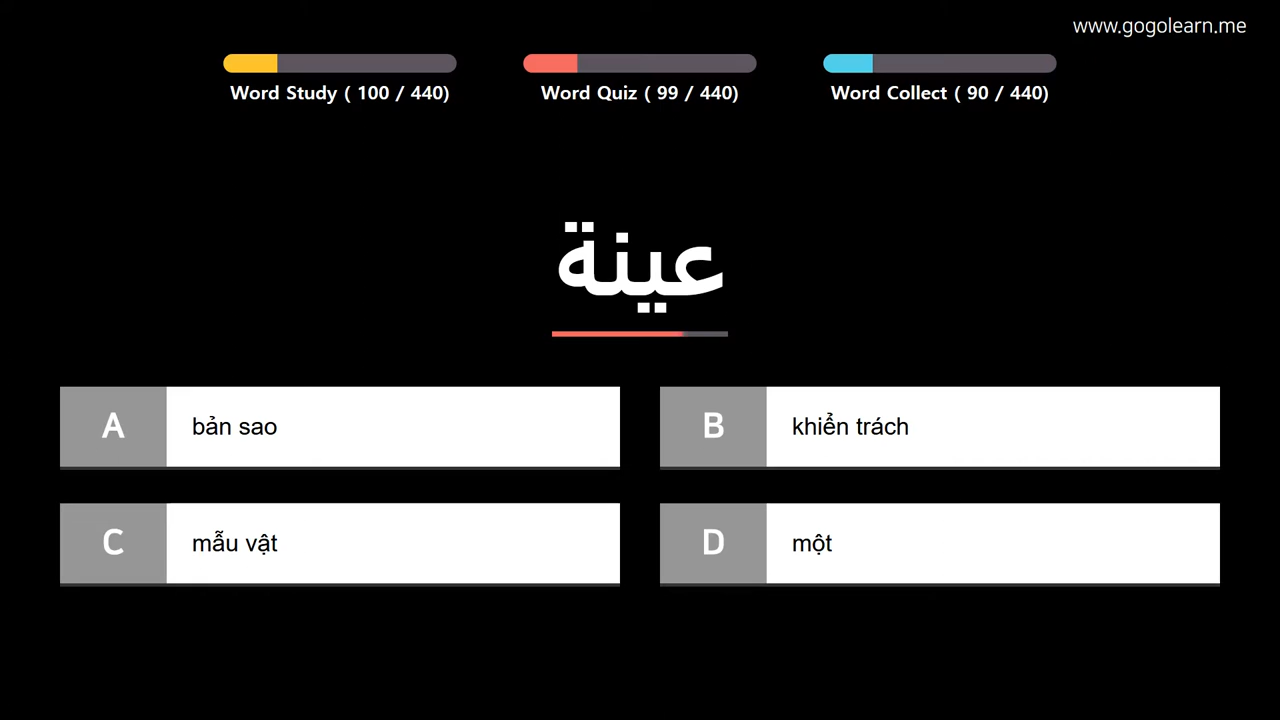 www.gogolearn.me
Word Study ( 100 / 440)
Word Quiz ( 99 / 440)
Word Collect ( 90 / 440)
عينة
A
bản sao
B
khiển trách
C
mẫu vật
D
một